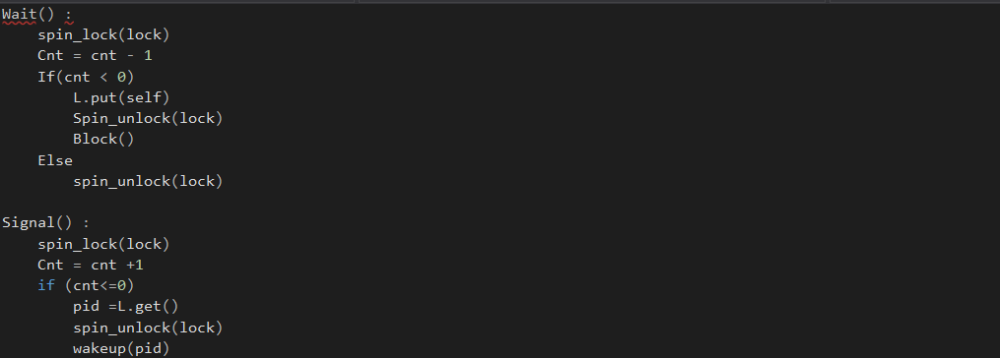 Wait() :
    spin_lock(lock)
    Cnt = cnt - 1
    If(cnt < 0)
        L.put(self)
        Spin_unlock(lock)
        Block()
    Else
        spin_unlock(lock)

Signal() :
    spin_lock(lock)
    Cnt = cnt +1
    if (cnt<=0)
        pid =L.get()
        spin_unlock(lock)
        wakeup(pid)